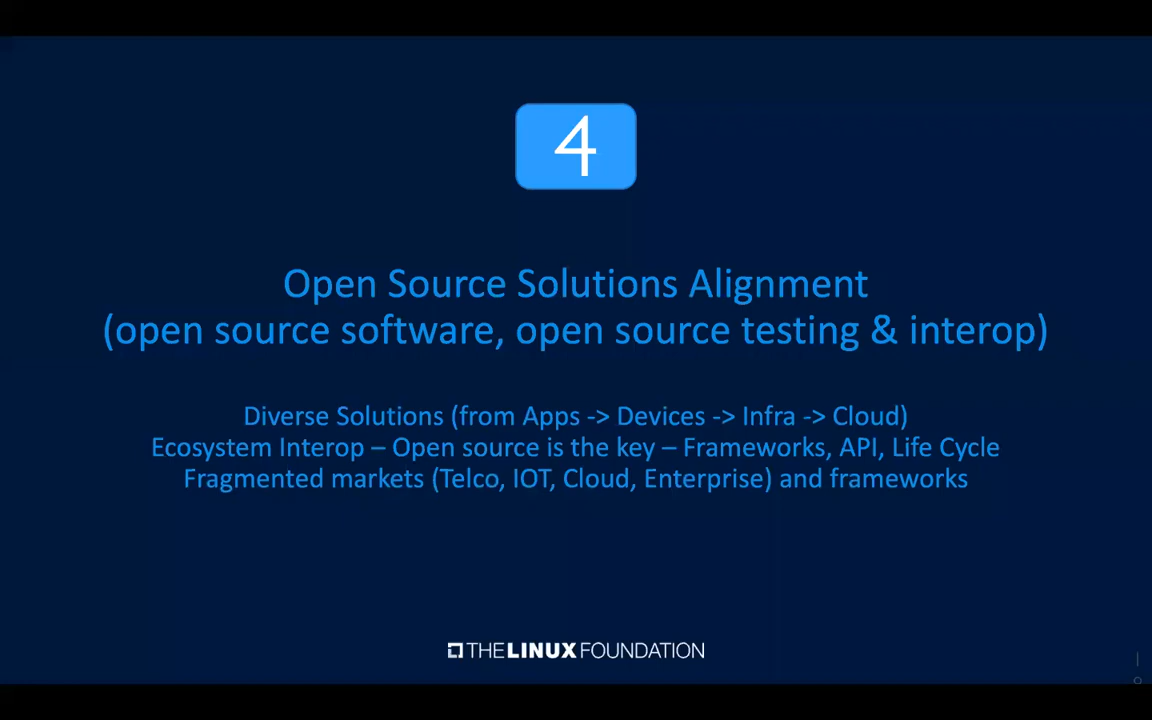 4
Open Source Solutions Alignment
(open source software, open source testing & interop)
Diverse Solutions (from Apps -> Devices -> Infra -> Cloud)
Ecosystem Interop – Open source is the key – Frameworks, API, Life Cycle
Fragmented markets (Telco, IOT, Cloud, Enterprise) and frameworks
THE LINUX FOUNDATION